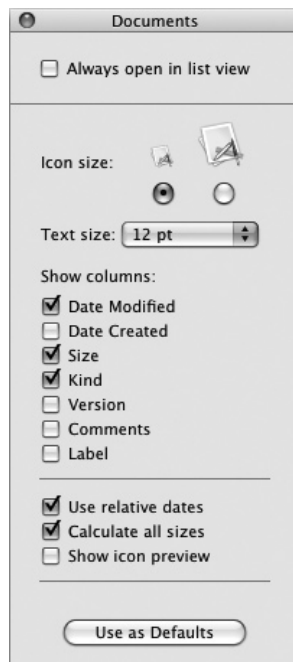 Documents
Always open in list view
Icon size:
Text size: 12 pt
Show columns:
Date Modified
Date Created
Size
Kind
Version
Comments
Label
Use relative dates
Calculate all sizes
Show icon preview
Use as Defaults